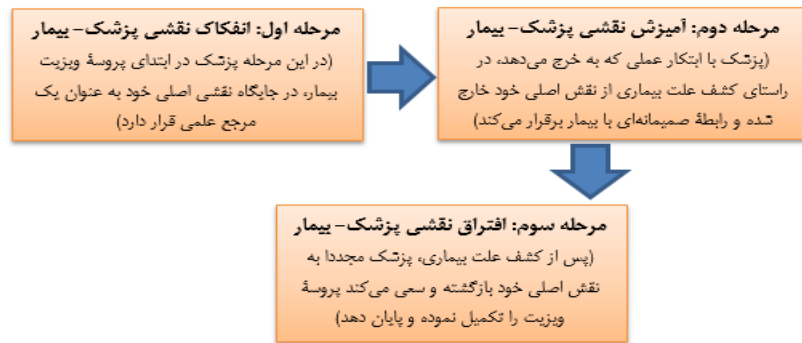 مرحله اول: انفکاک نقشی پزشک- بیمار
(در این مرحله پزشک در ابتدای پروسۀ ویزیت
بیمار، در جایگاه نقشی اصلی خود به عنوان یک
مرجع علمی قرار دارد)
مرحله دوم: آمیزش نقشی پزشک- بیمار
(پزشک با ابتکار عملی که به خرج می‌دهد، در
راستای کشف علت بیماری از نقش اصلی خود خارج
شده و رابطۀ صمیمانه‌ای با بیمار برقرار می‌کند)
مرحله سوم: افتراق نقشی پزشک- بیمار
(پس از کشف علت بیماری، پزشک مجددا به
نقش اصلی خود بازگشته و سعی می‌کند پروسۀ
ویزیت را تکمیل نموده و پایان دهد)